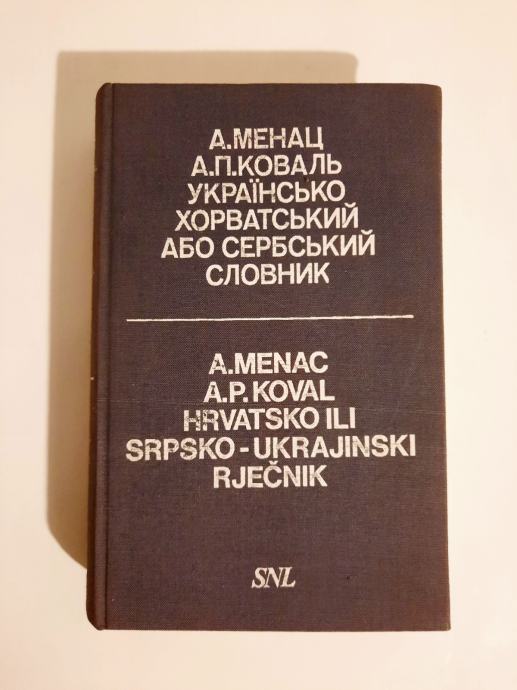 А.МЕНАЦ
А.П.КОВАЛЬ
УКРАЇНСЬКО
ХОРВАТСЬКИЙ
АБО СЕРБСЬКИЙ
СЛОВНИК
A.MENAC
A.P.KOVAL
HRVATSKO ILI
SRPSKO-UKRAJINSKI
RJEČNIK
SNL